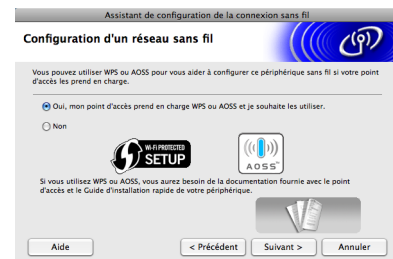 Assistant de configuration de la connexion sans fil
Configuration d'un réseau sans fil
Vous pouvez utiliser WPS ou AOSS pour vous aider à configurer ce périphérique sans fil si votre point
d'accès les prend en charge.
Oui, mon point d'accès prend en charge WPS ou AOSS et je souhaite les utiliser.
Non
WI-FI PROTECTED
SETUP
AOSS™
Si vous utilisez WPS ou AOSS, vous aurez besoin de la documentation fournie avec le point
d'accès et le Guide d'installation rapide de votre périphérique.
Aide
< Précédent
Suivant >
Annuler